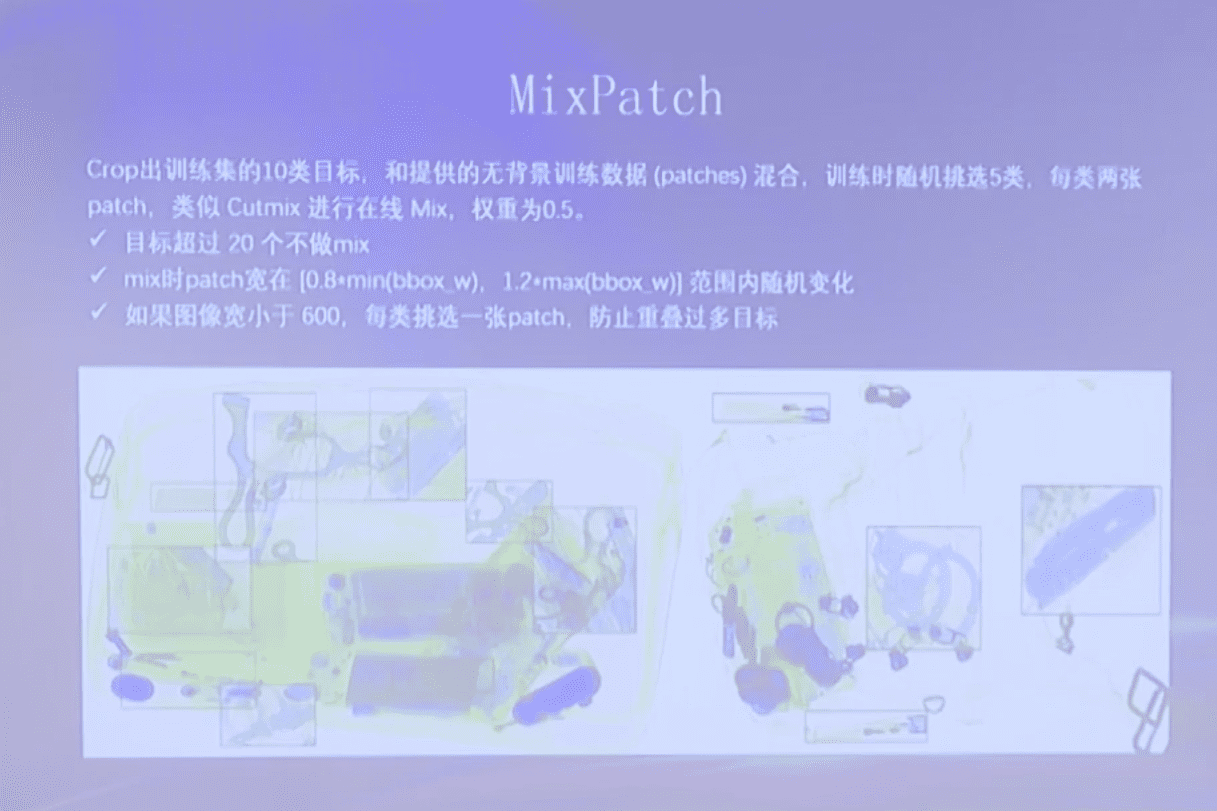 MixPatch
Crop出训练集的10类目标，和提供的无背景训练数据 (patches) 混合，训练时随机挑选5类，每类两张
patch，类似 Cutmix 进行在线 Mix，权重为0.5。
✓ 目标超过 20 个不做mix
✓ mix时patch宽在 [0.8*min(bbox_w)，1.2*max(bbox_w)] 范围内随机变化
✓ 如果图像宽小于 600，每类挑选一张patch，防止重叠过多目标